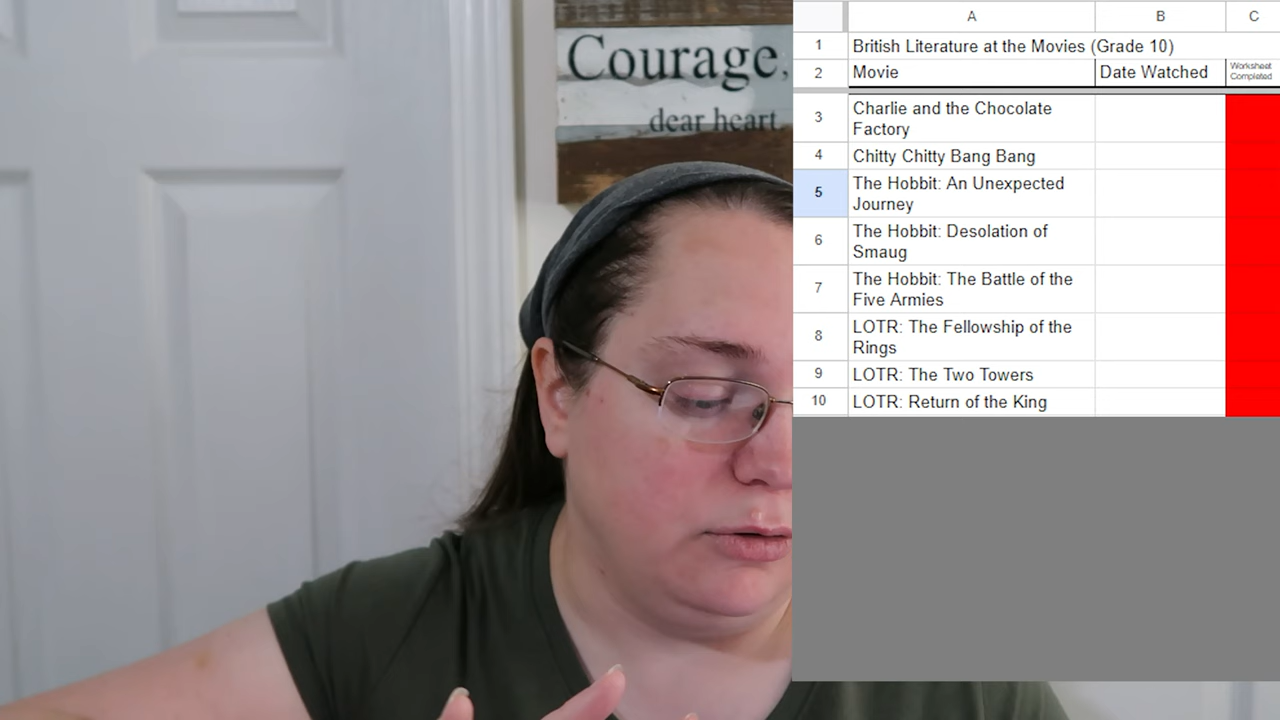 Courage,
dear heart
A B C
1 British Literature at the Movies (Grade 10)
2 Movie Date Watched Worksheet
Completed
3 Charlie and the Chocolate
Factory
4 Chitty Chitty Bang Bang
5 The Hobbit: An Unexpected
Journey
6 The Hobbit: Desolation of
Smaug
7 The Hobbit: The Battle of the
Five Armies
8 LOTR: The Fellowship of the
Rings
9 LOTR: The Two Towers
10 LOTR: Return of the King